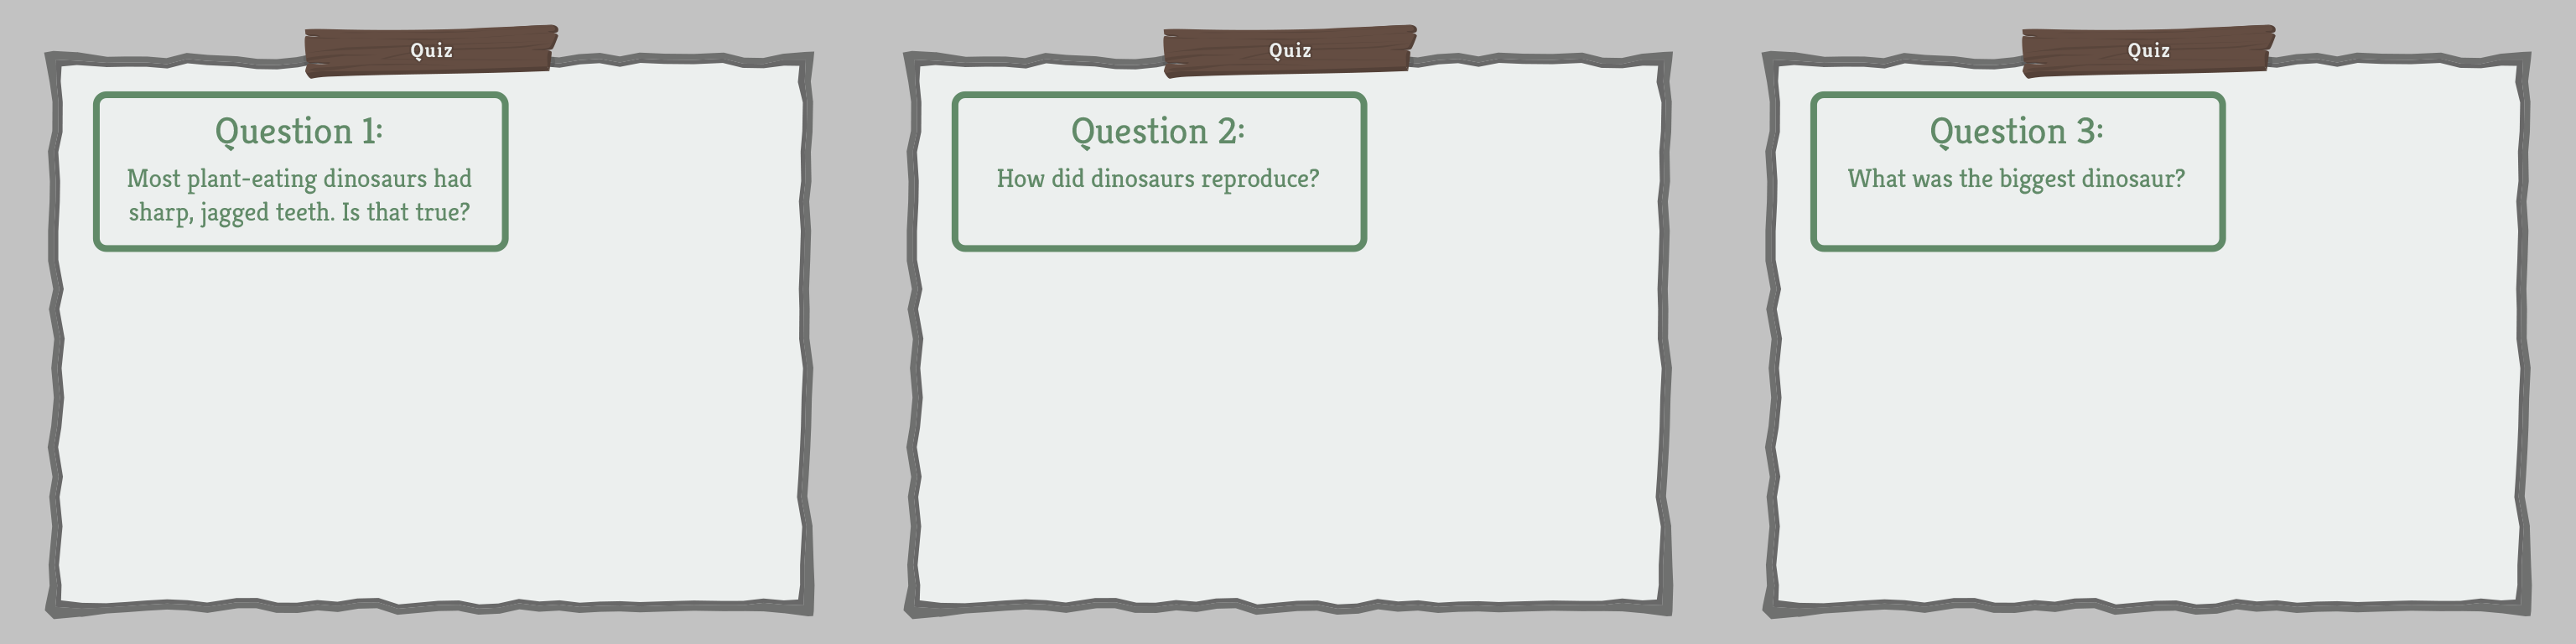 Quiz
Question 1:
Most plant-eating dinosaurs had
sharp, jagged teeth. Is that true?
Quiz
Question 2:
How did dinosaurs reproduce?
Quiz
Question 3:
What was the biggest dinosaur?